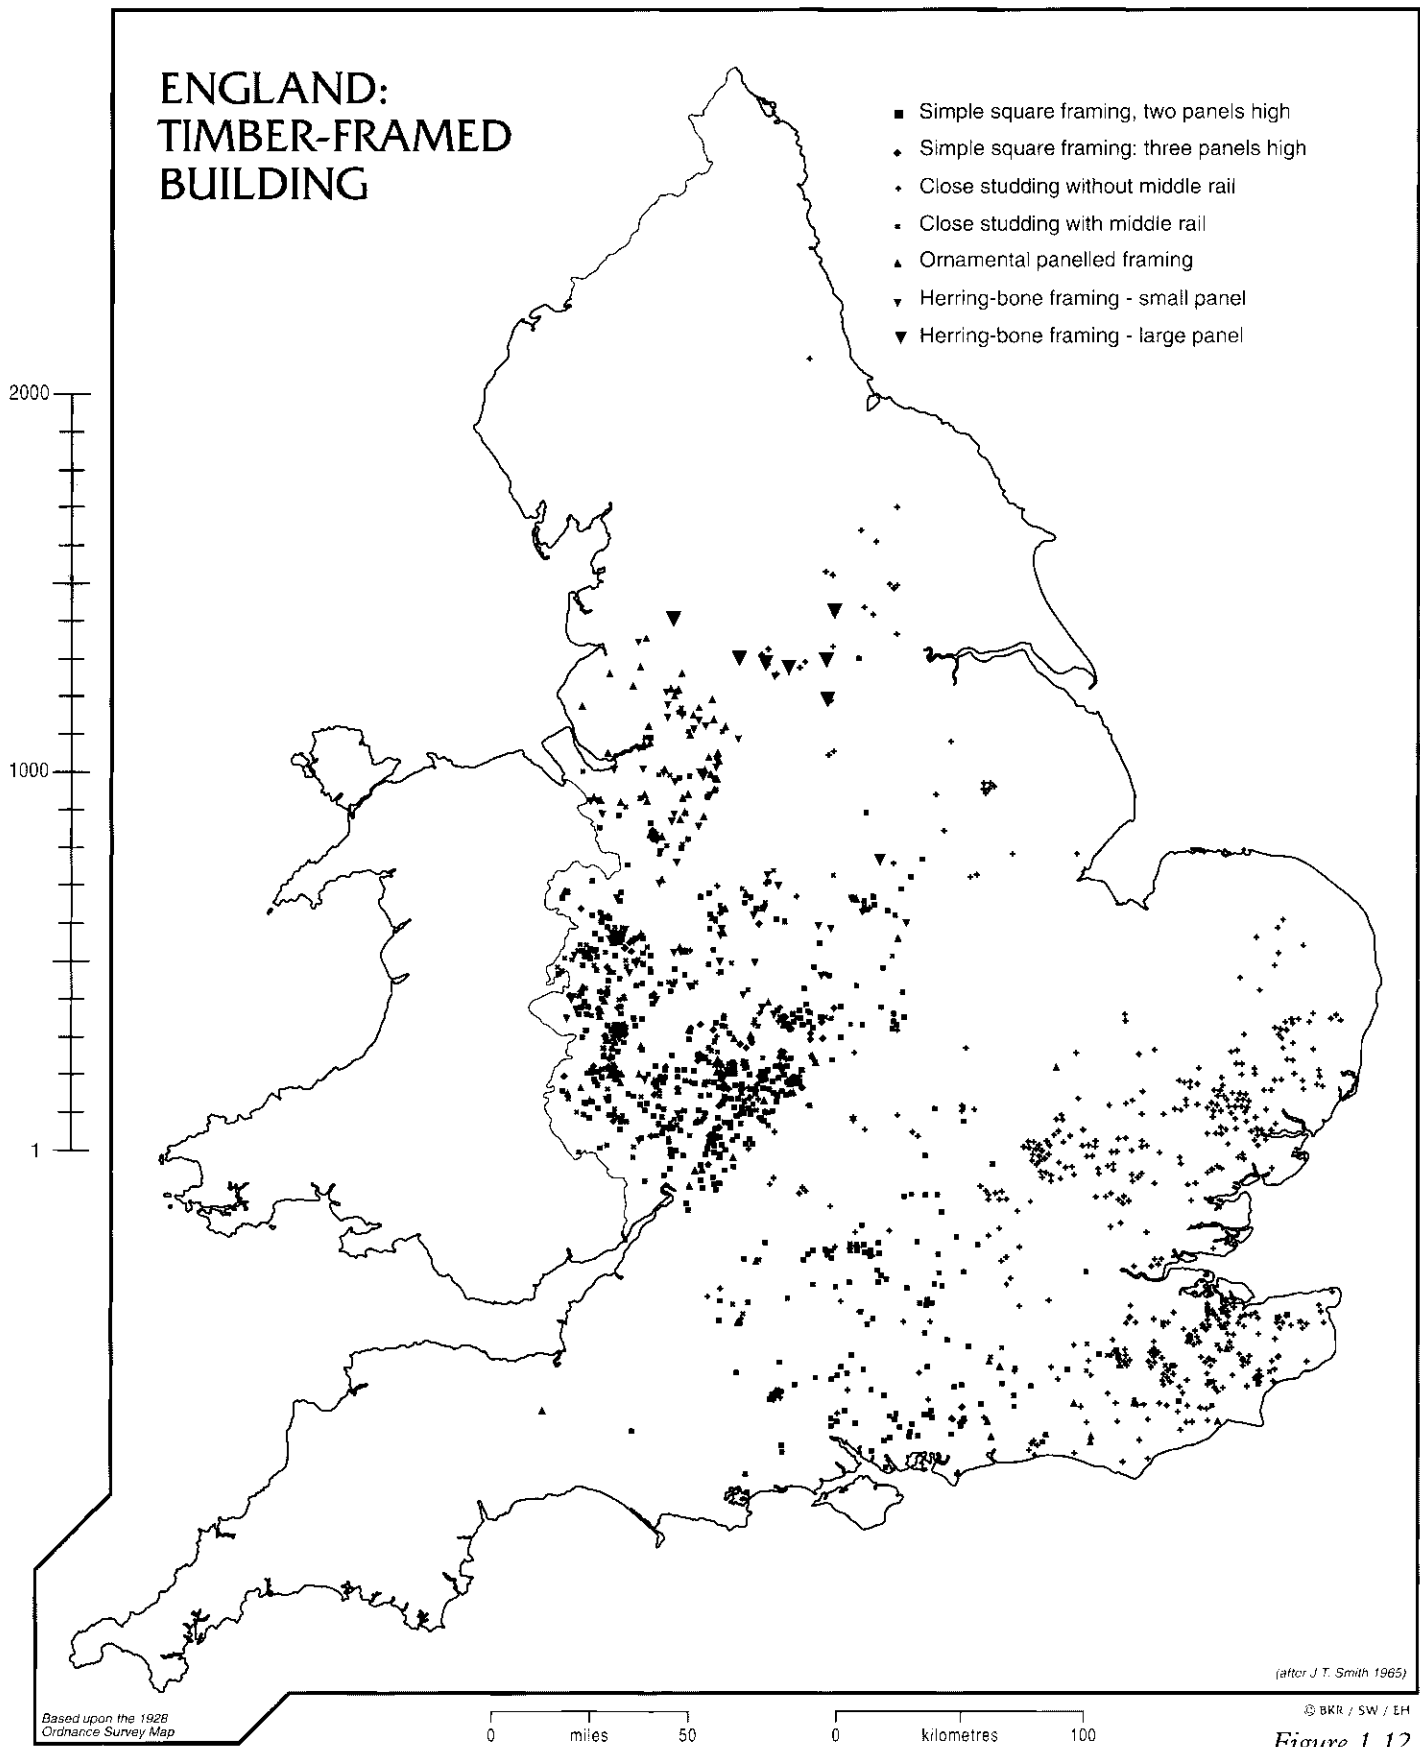 ENGLAND:
TIMBER-FRAMED
BUILDING
Simple square framing, two panels high
Simple square framing: three panels high
Close studding without middle rail
Close studding with middle rail
Ornamental panelled framing
Herring-bone framing - small panel
Herring-bone framing - large panel
2000
1000
1
(after J T. Smith 1965)
Based upon the 1928
Ordnance Survey Map
© BKR / SW / EH
0 miles 50
0 kilometres 100
Figure 1.12